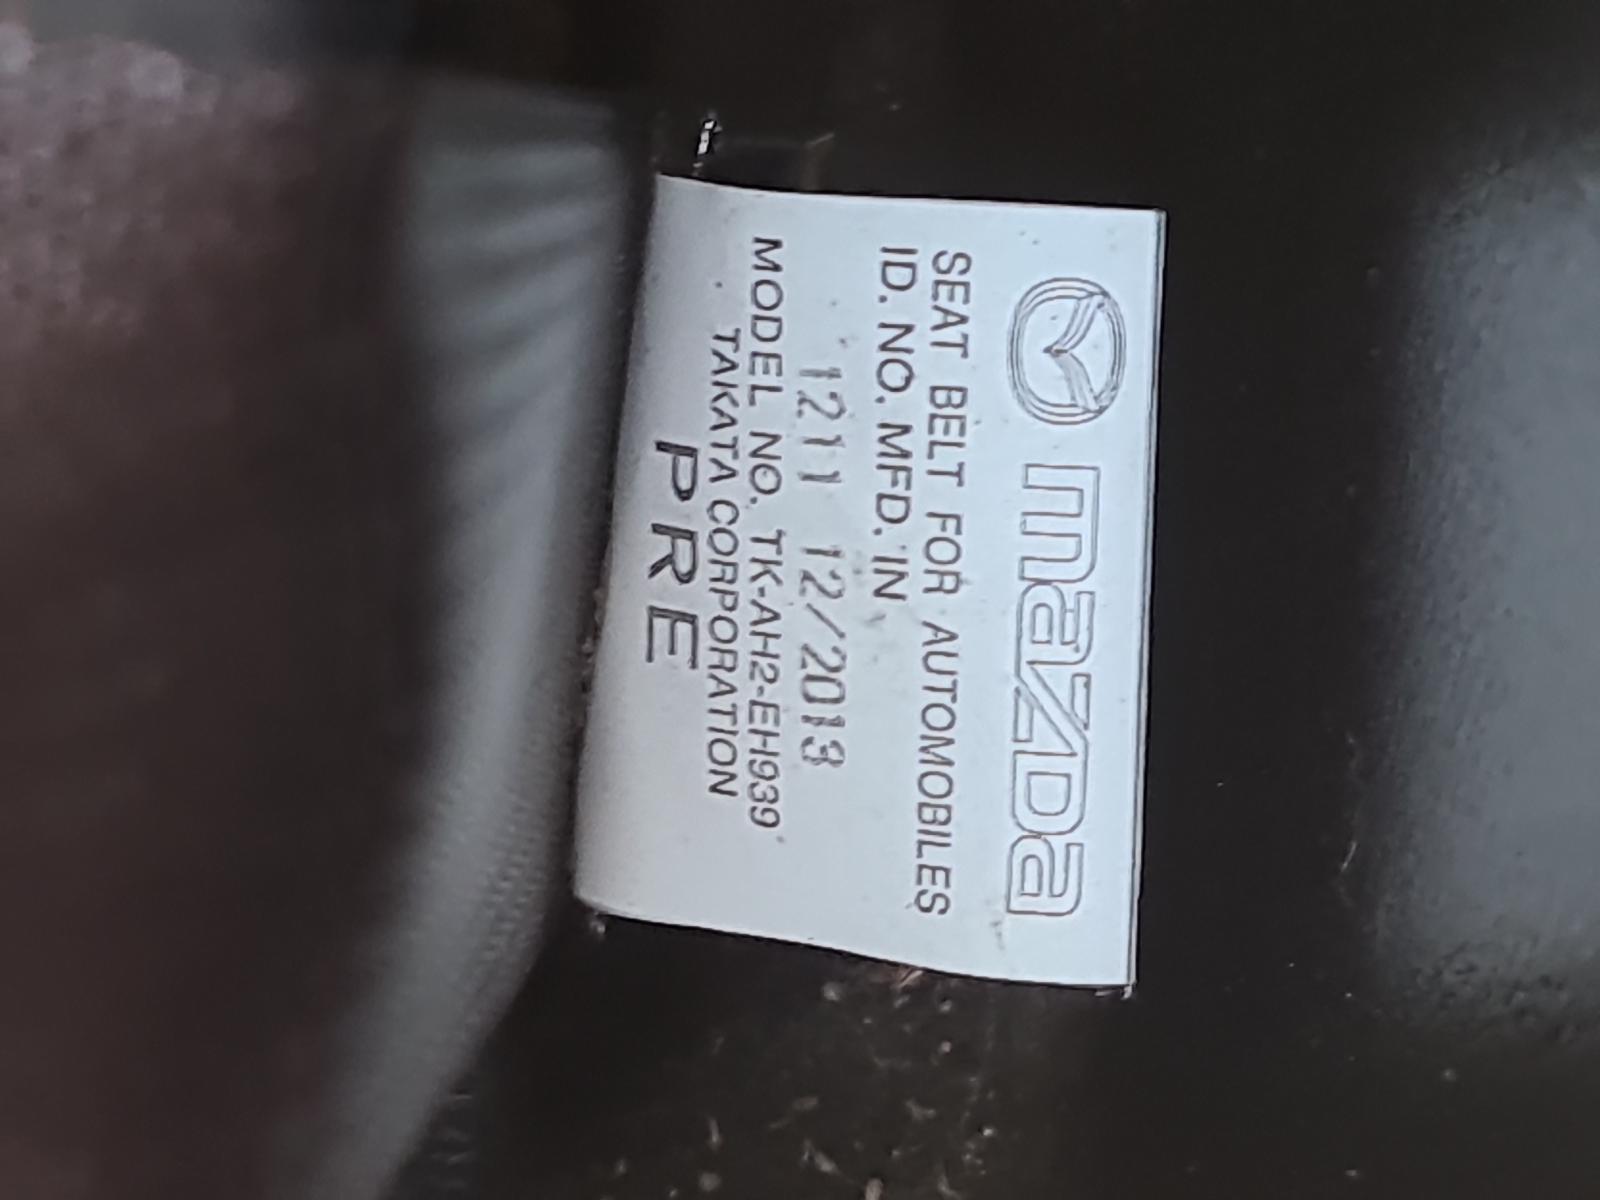 mazda
SEAT BELT FOR AUTOMOBILES
ID. NO. MFD. IN
1211 12/2013
MODEL NO. TK-AH2-EH939
TAKATA CORPORATION
PRE